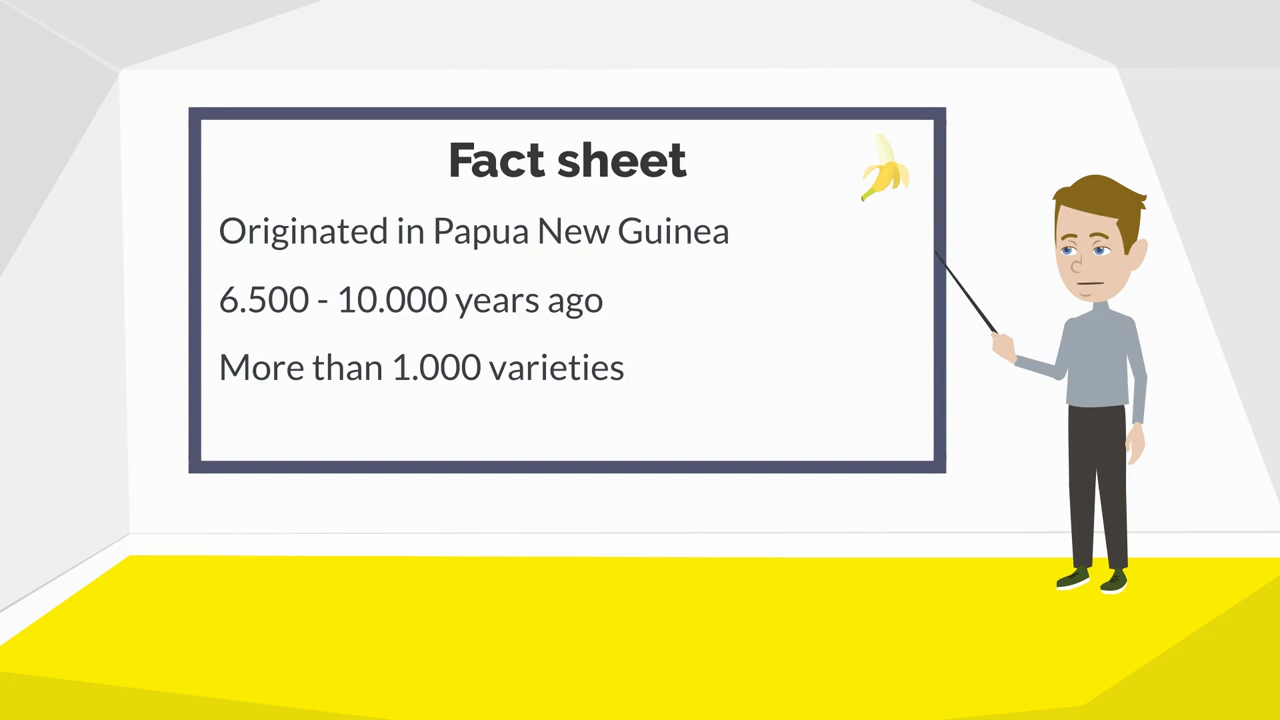 Fact sheet
Originated in Papua New Guinea
6.500 - 10.000 years ago
More than 1.000 varieties